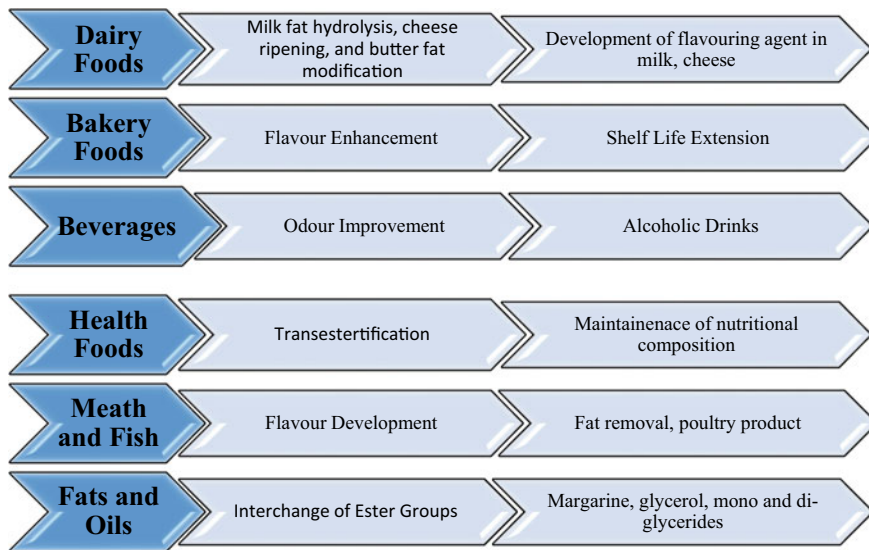 Dairy
Foods
Milk fat hydrolysis, cheese
ripening, and butter fat
modification
Development of flavouring agent in
milk, cheese
Bakery
Foods
Flavour Enhancement
Shelf Life Extension
Beverages
Odour Improvement
Alcoholic Drinks
Health
Foods
Transestertification
Maintainenace of nutritional
composition
Meath
and Fish
Flavour Development
Fat removal, poultry product
Fats and
Oils
Interchange of Ester Groups
Margarine, glycerol, mono and di-
glycerides